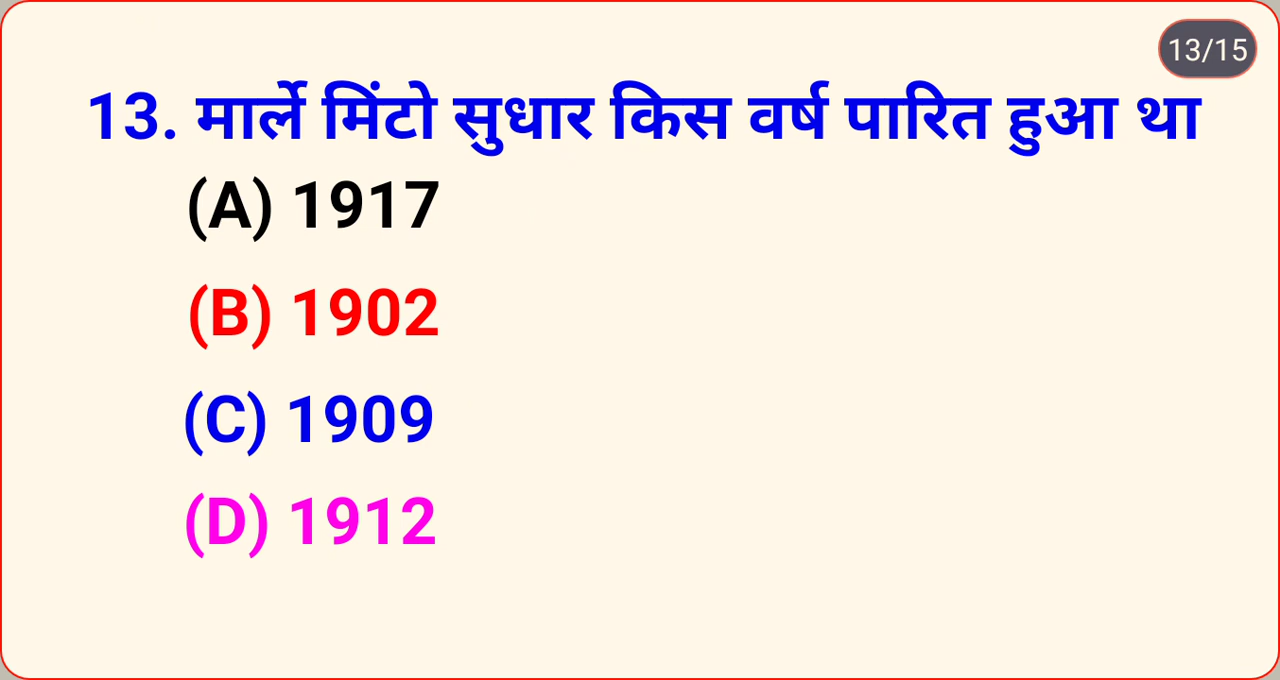 13/15
13. मार्ले मिंटो सुधार किस वर्ष पारित हुआ था
(A) 1917
(B) 1902
(C) 1909
(D) 1912